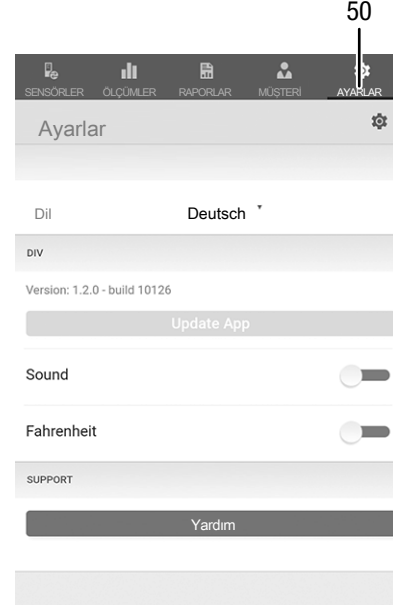 50
SENSÖRLER ÖLÇÜMLER RAPORLAR MÜŞTERİ AYARLAR
Ayarlar
Dil Deutsch
DIV
Version: 1.2.0 - build 10126
Update App
Sound
Fahrenheit
SUPPORT
Yardım